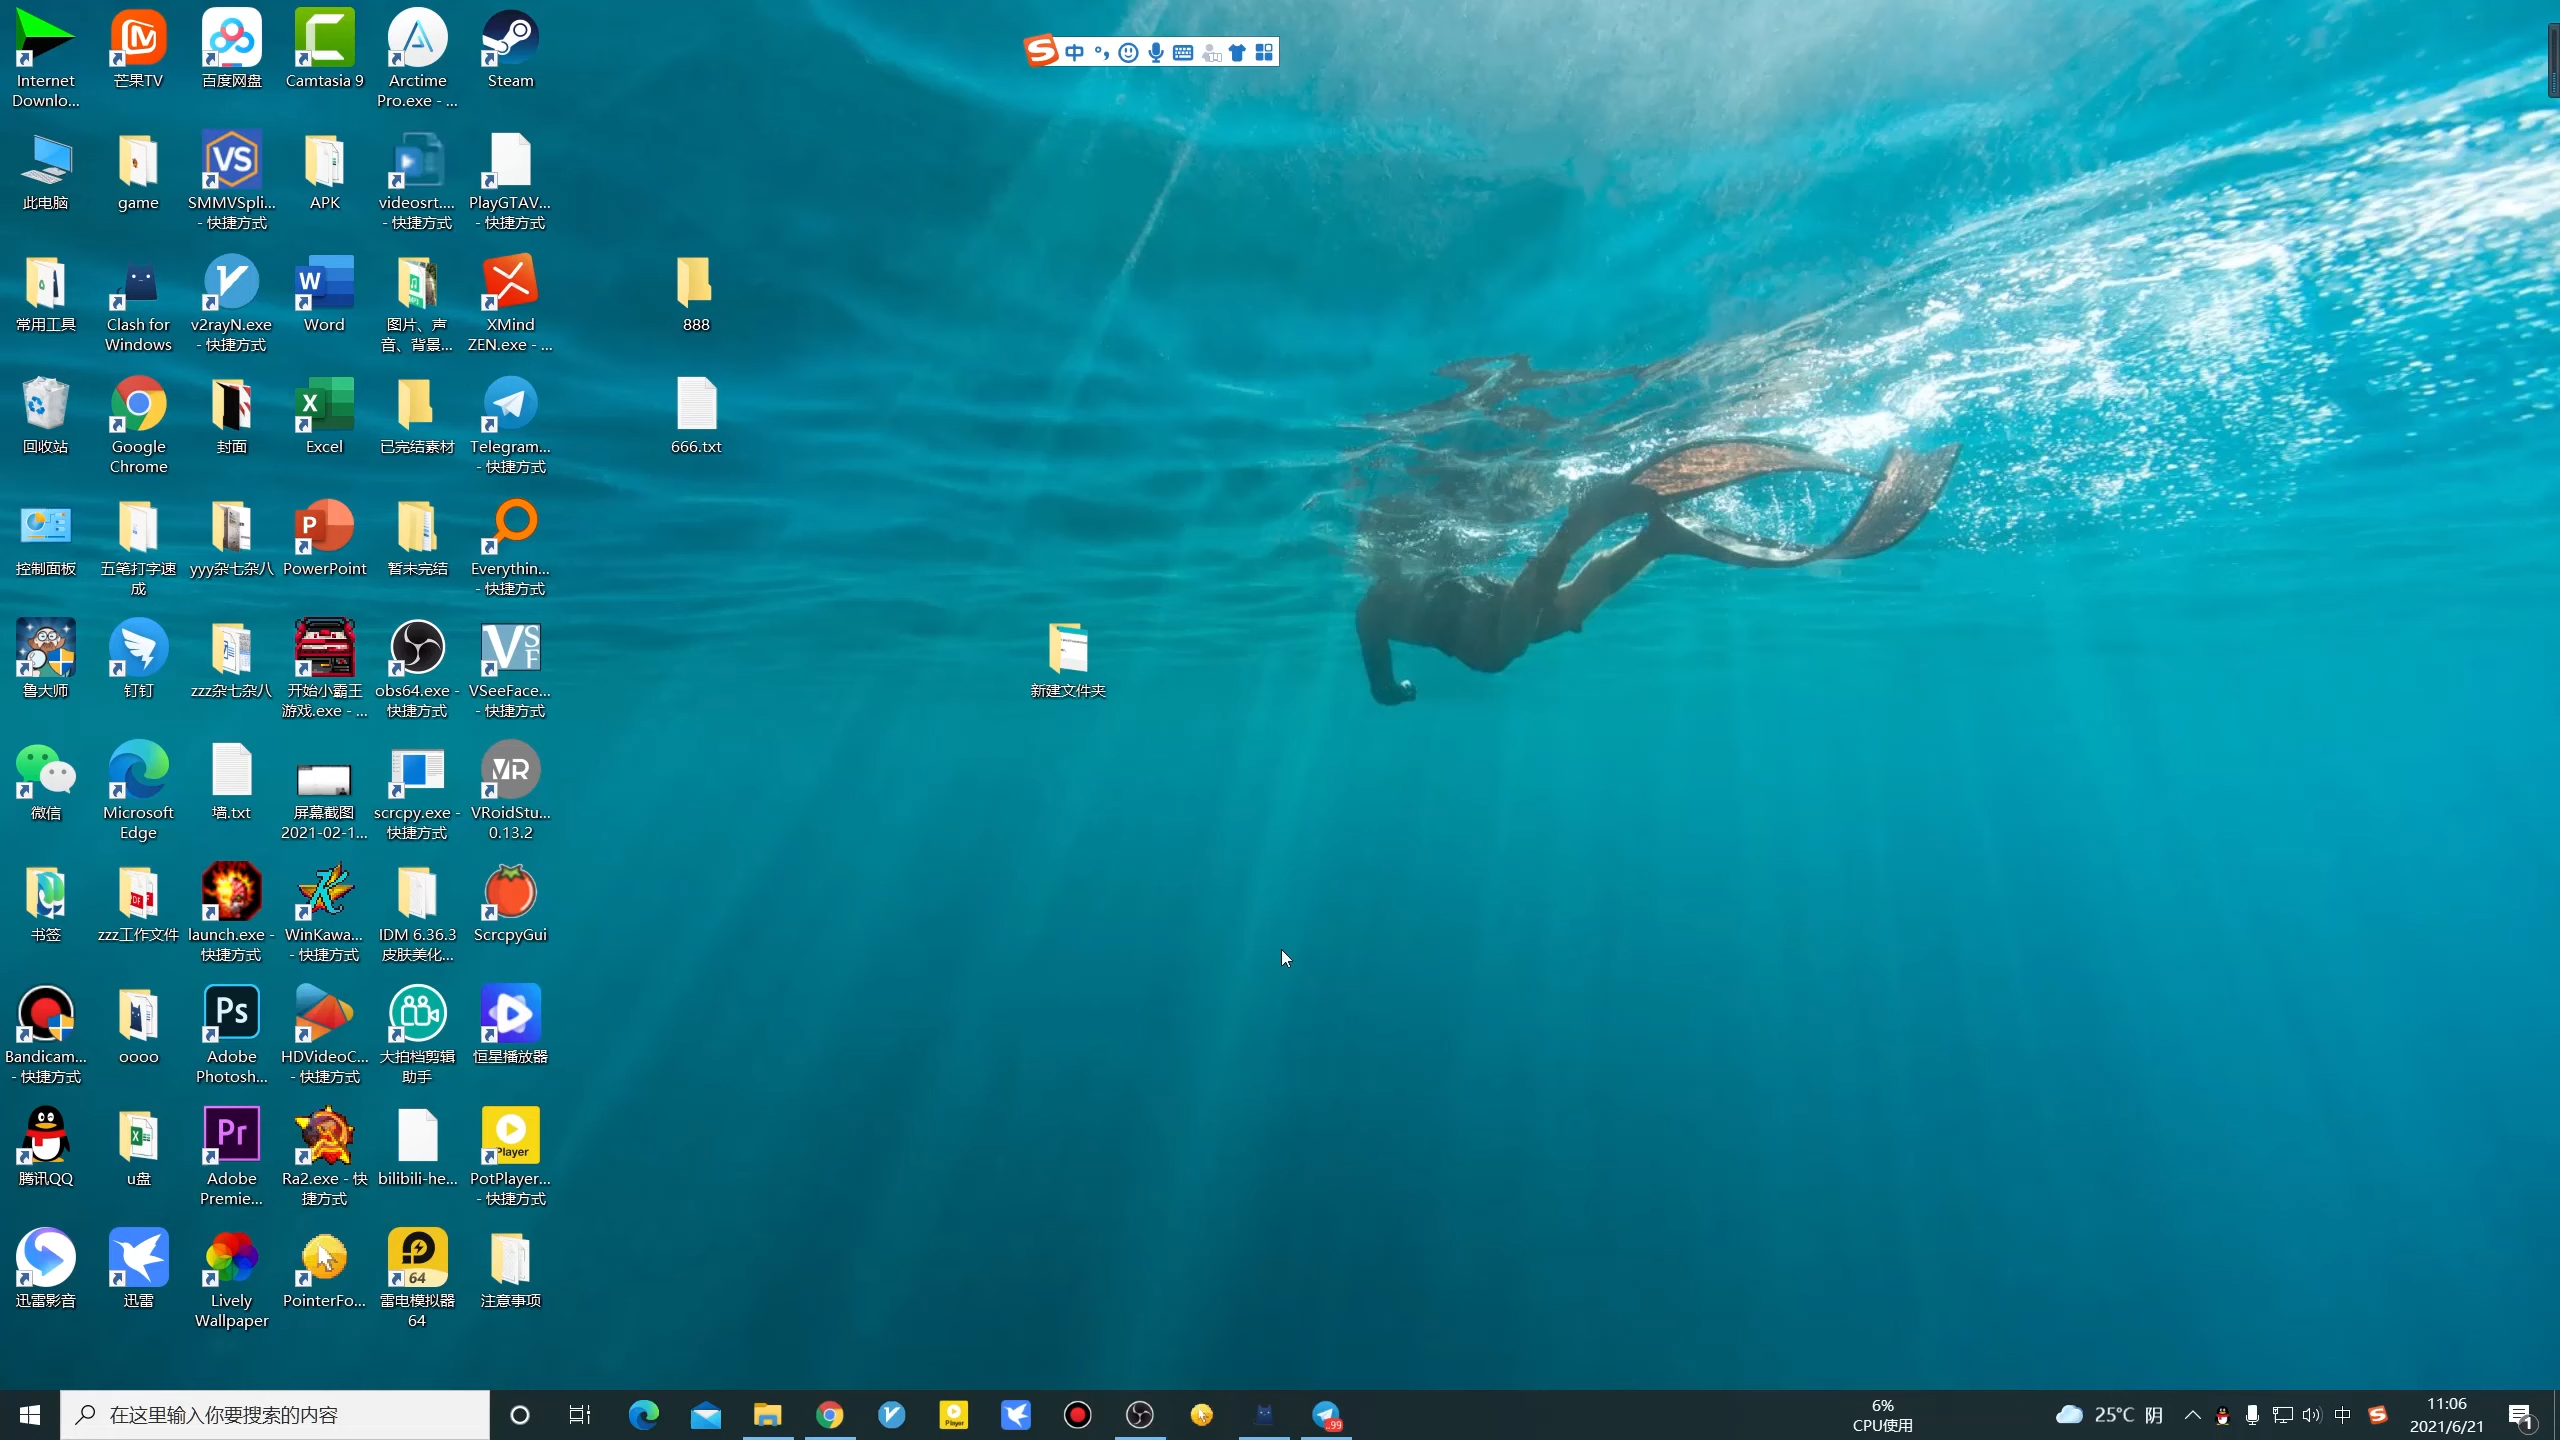 Internet
Downlo...
芒果TV
百度网盘
Camtasia 9
Arctime
Pro.exe - ...
Steam
中
此电脑
game
VS
SMMVSpli...
- 快捷方式
APK
videosrt....
- 快捷方式
PlayGTAV...
- 快捷方式
常用工具
Clash for
Windows
v2rayN.exe
- 快捷方式
Word
图片、声
音、背景...
XMind
ZEN.exe - ...
888
回收站
Google
Chrome
封面
Excel
已完结素材
Telegram...
- 快捷方式
666.txt
控制面板
五笔打字速
成
yyy杂七杂八
PowerPoint
暂未完结
Everythin...
- 快捷方式
鲁大师
钉钉
zzz杂七杂八
开始小霸王
游戏.exe - ...
obs64.exe -
快捷方式
VSeeFace...
- 快捷方式
新建文件夹
微信
Microsoft
Edge
墙.txt
屏幕截图
2021-02-1...
scrcpy.exe -
快捷方式
VRoidStu...
0.13.2
书签
zzz工作文件
launch.exe -
快捷方式
WinKawa...
- 快捷方式
IDM 6.36.3
皮肤美化...
ScrcpyGui
Bandicam...
- 快捷方式
oooo
Ps
Adobe
Photosh...
HDVideoC...
- 快捷方式
大拍档剪辑
助手
恒星播放器
腾讯QQ
u盘
Pr
Adobe
Premie...
Ra2.exe - 快
捷方式
bilibili-he...
Player
PotPlayer...
- 快捷方式
迅雷影音
迅雷
Lively
Wallpaper
PointerFo...
64
雷电模拟器
64
注意事项
在这里输入你要搜索的内容
6%
CPU使用
25°C 阴
中
11:06
2021/6/21
1